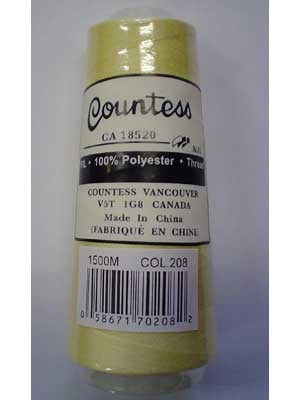 Countess
CA 18520
FIL • 100% Polyester • Thread
COUNTESS VANCOUVER
V5T 1G8 CANADA
Made In China
(FABRIQUÉ EN CHINE
1500M COL.208
0 58671 70208 2